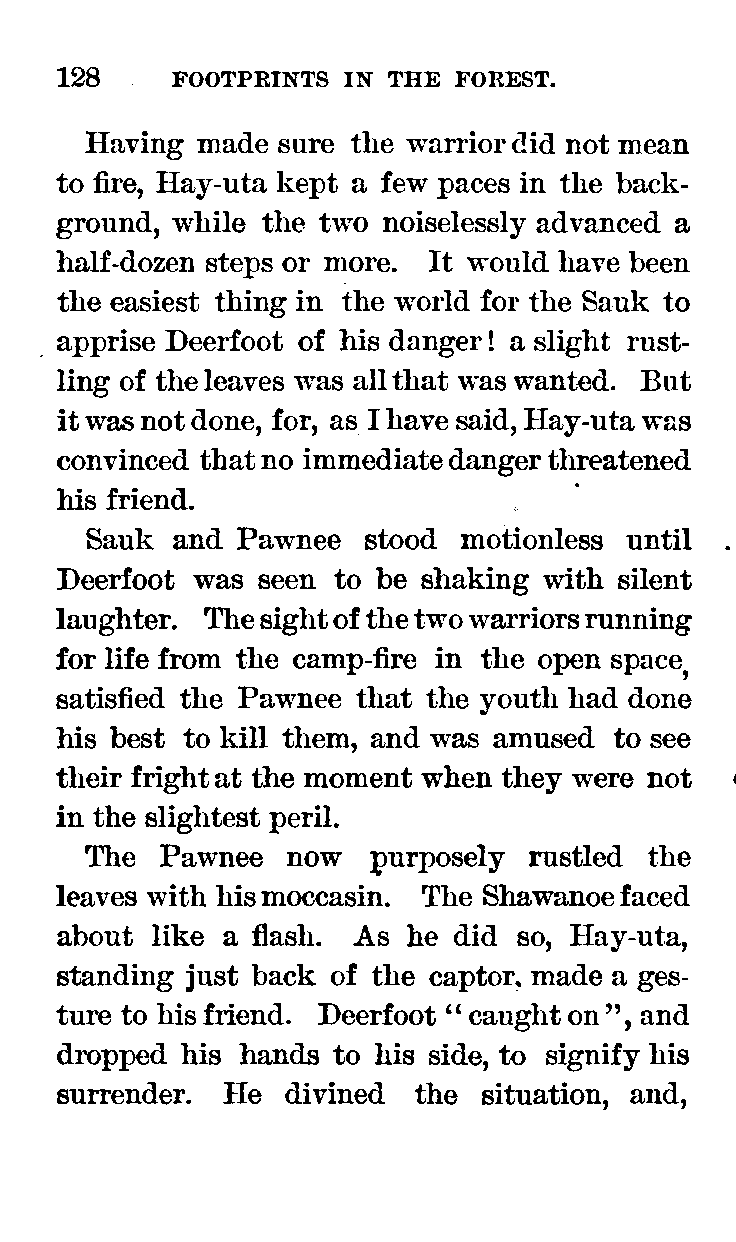 128 FOOTPRINTS IN THE FOREST.
Having made sure the warrior did not mean
to fire, Hay-uta kept a few paces in the back-
ground, while the two noiselessly advanced a
half-dozen steps or more. It would have been
the easiest thing in the world for the Sauk to
apprise Deerfoot of his danger! a slight rust-
ling of the leaves was all that was wanted. But
it was not done, for, as I have said, Hay-uta was
convinced that no immediate danger threatened
his friend.
Sauk and Pawnee stood motionless until
Deerfoot was seen to be shaking with silent
laughter. The sight of the two warriors running
for life from the camp-fire in the open space,
satisfied the Pawnee that the youth had done
his best to kill them, and was amused to see
their fright at the moment when they were not
in the slightest peril.
The Pawnee now purposely rustled the
leaves with his moccasin. The Shawanoe faced
about like a flash. As he did so, Hay-uta,
standing just back of the captor, made a ges-
ture to his friend. Deerfoot "caught on", and
dropped his hands to his side, to signify his
surrender. He divined the situation, and,